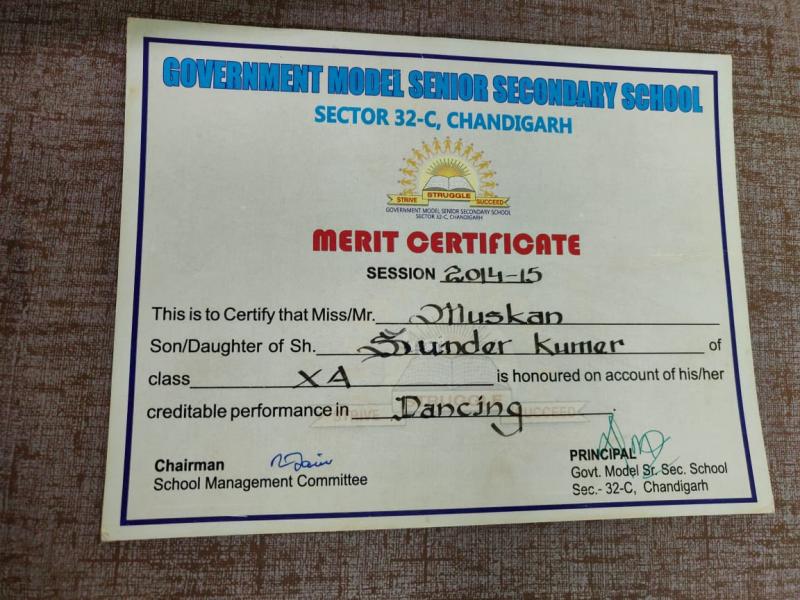 GOVERNMENT MODEL SENIOR SECONDARY SCHOOL
SECTOR 32-C, CHANDIGARH
STRIVE STRUGGLE SUCCEED
GOVERNMENT MODEL SENIOR SECONDARY SCHOOL
SECTOR 32-C, CHANDIGARH
MERIT CERTIFICATE
SESSION 2014-15
This is to Certify that Miss/Mr. Muskan
Son/Daughter of Sh. Sunder Kumer of
class XA is honoured on account of his/her
creditable performance in Dancing.
STRIVE STRUGGLE SUCCEED
Chairman
School Management Committee
PRINCIPAL
Govt. Model Sr. Sec. School
Sec.- 32-C, Chandigarh